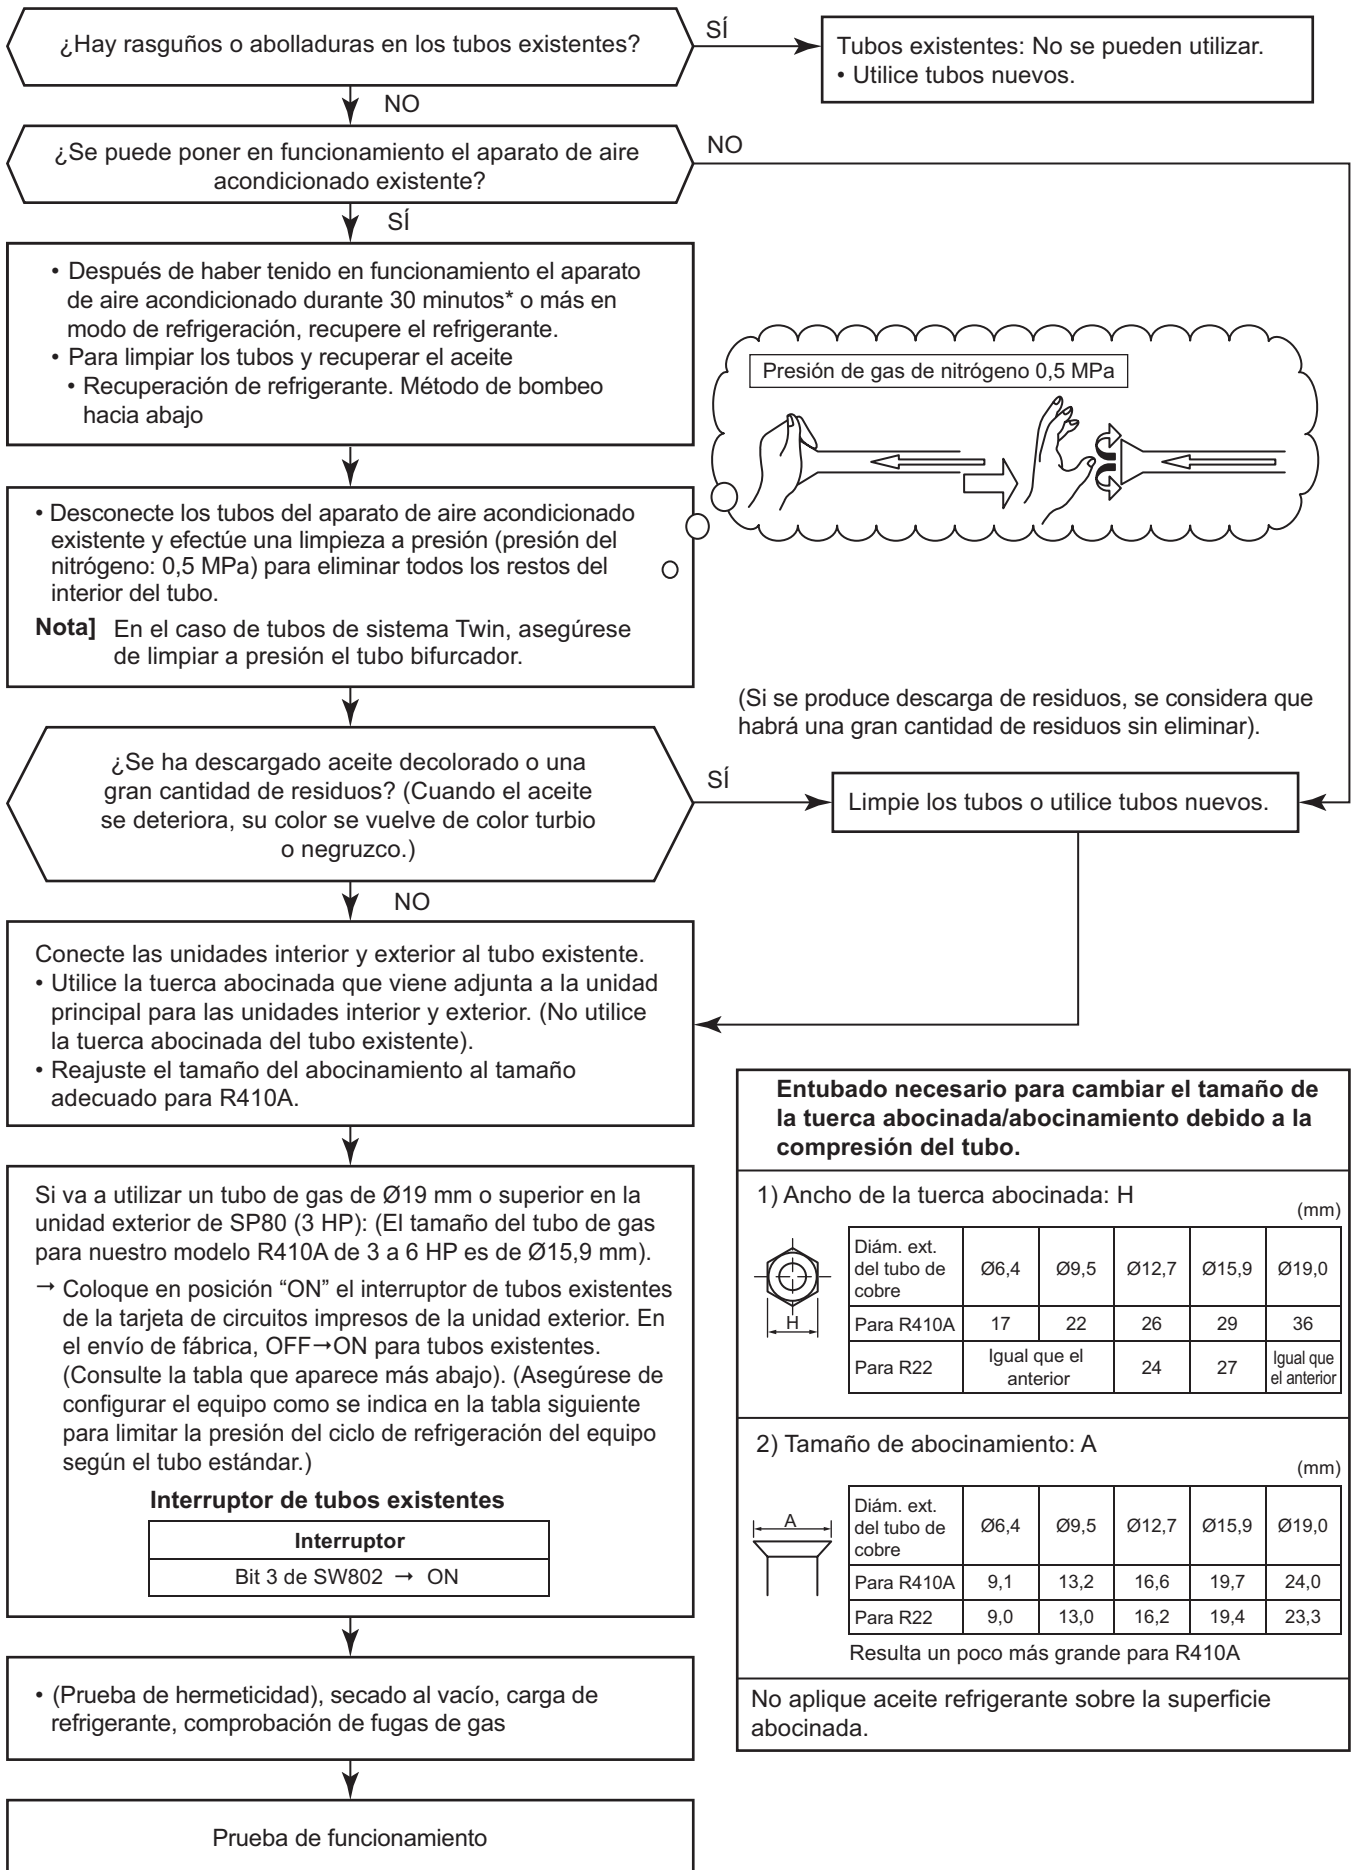 ¿Hay rasguños o abolladuras en los tubos existentes?
SÍ
Tubos existentes: No se pueden utilizar.
• Utilice tubos nuevos.
NO
¿Se puede poner en funcionamiento el aparato de aire
acondicionado existente?
NO
SÍ
• Después de haber tenido en funcionamiento el aparato
de aire acondicionado durante 30 minutos* o más en
modo de refrigeración, recupere el refrigerante.
• Para limpiar los tubos y recuperar el aceite
• Recuperación de refrigerante. Método de bombeo
hacia abajo
Presión de gas de nitrógeno 0,5 MPa
• Desconecte los tubos del aparato de aire acondicionado
existente y efectúe una limpieza a presión (presión del
nitrógeno: 0,5 MPa) para eliminar todos los restos del
interior del tubo.
Nota] En el caso de tubos de sistema Twin, asegúrese
de limpiar a presión el tubo bifurcador.
(Si se produce descarga de residuos, se considera que
habrá una gran cantidad de residuos sin eliminar).
¿Se ha descargado aceite decolorado o una
gran cantidad de residuos? (Cuando el aceite
se deteriora, su color se vuelve de color turbio
o negruzco.)
SÍ
Limpie los tubos o utilice tubos nuevos.
NO
Conecte las unidades interior y exterior al tubo existente.
• Utilice la tuerca abocinada que viene adjunta a la unidad
principal para las unidades interior y exterior. (No utilice
la tuerca abocinada del tubo existente).
• Reajuste el tamaño del abocinamiento al tamaño
adecuado para R410A.
Si va a utilizar un tubo de gas de Ø19 mm o superior en la
unidad exterior de SP80 (3 HP): (El tamaño del tubo de gas
para nuestro modelo R410A de 3 a 6 HP es de Ø15,9 mm).
→ Coloque en posición “ON” el interruptor de tubos existentes
de la tarjeta de circuitos impresos de la unidad exterior. En
el envío de fábrica, OFF→ON para tubos existentes.
(Consulte la tabla que aparece más abajo). (Asegúrese de
configurar el equipo como se indica en la tabla siguiente
para limitar la presión del ciclo de refrigeración del equipo
según el tubo estándar.)
Interruptor de tubos existentes
Interruptor
Bit 3 de SW802 → ON
• (Prueba de hermeticidad), secado al vacío, carga de
refrigerante, comprobación de fugas de gas
Prueba de funcionamiento
Entubado necesario para cambiar el tamaño de
la tuerca abocinada/abocinamiento debido a la
compresión del tubo.
1) Ancho de la tuerca abocinada: H
(mm)
H
Diám. ext.
del tubo de
cobre
Ø6,4 Ø9,5 Ø12,7 Ø15,9 Ø19,0
Para R410A 17 22 26 29 36
Para R22 Igual que el
anterior
24 27 Igual que
el anterior
2) Tamaño de abocinamiento: A
(mm)
A
Diám. ext.
del tubo de
cobre
Ø6,4 Ø9,5 Ø12,7 Ø15,9 Ø19,0
Para R410A 9,1 13,2 16,6 19,7 24,0
Para R22 9,0 13,0 16,2 19,4 23,3
Resulta un poco más grande para R410A
No aplique aceite refrigerante sobre la superficie
abocinada.